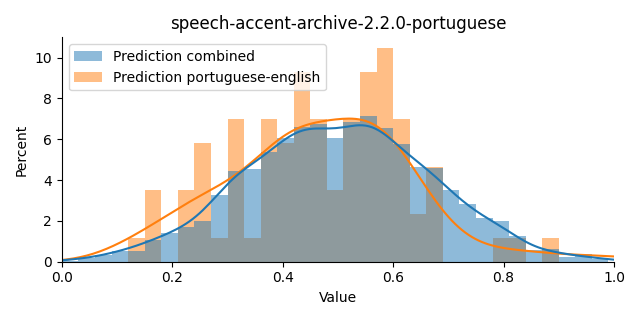 speech-accent-archive-2.2.0-portuguese
Prediction combined
Prediction portuguese-english
10
8
6
4
2
0
Percent
0.0 0.2 0.4 0.6 0.8 1.0
Value